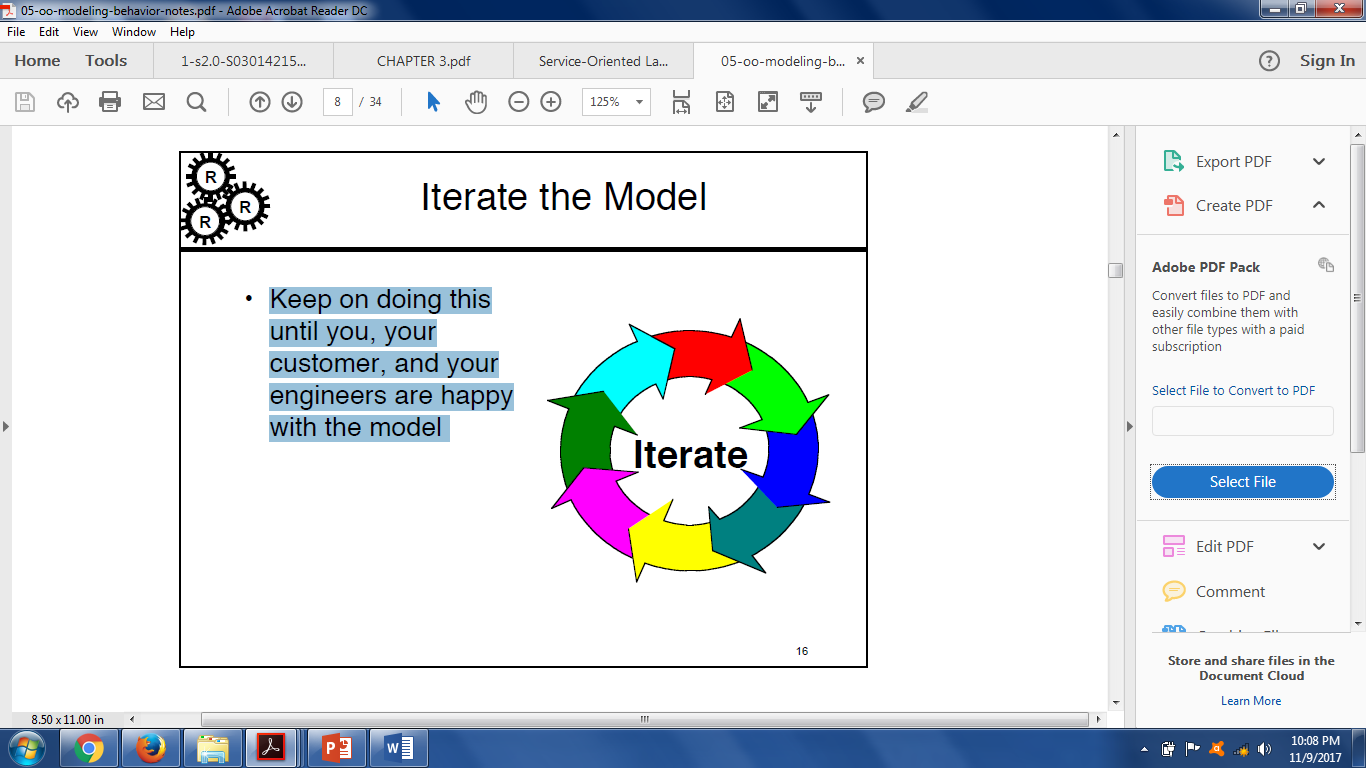 05-oo-modeling-behavior-notes.pdf - Adobe Acrobat Reader DC
File Edit View Window Help
Home Tools 1-s2.0-S03014215... CHAPTER 3.pdf Service-Oriented La... 05-oo-modeling-b... × Sign In
8 / 34 125%
R
R
R
Iterate the Model
• Keep on doing this
until you, your
customer, and your
engineers are happy
with the model
Iterate
16
8.50 x 11.00 in
Export PDF
Create PDF
Adobe PDF Pack
Convert files to PDF and
easily combine them with
other file types with a paid
subscription
Select File to Convert to PDF
Select File
Edit PDF
Comment
Store and share files in the
Document Cloud
Learn More
10:08 PM
11/9/2017